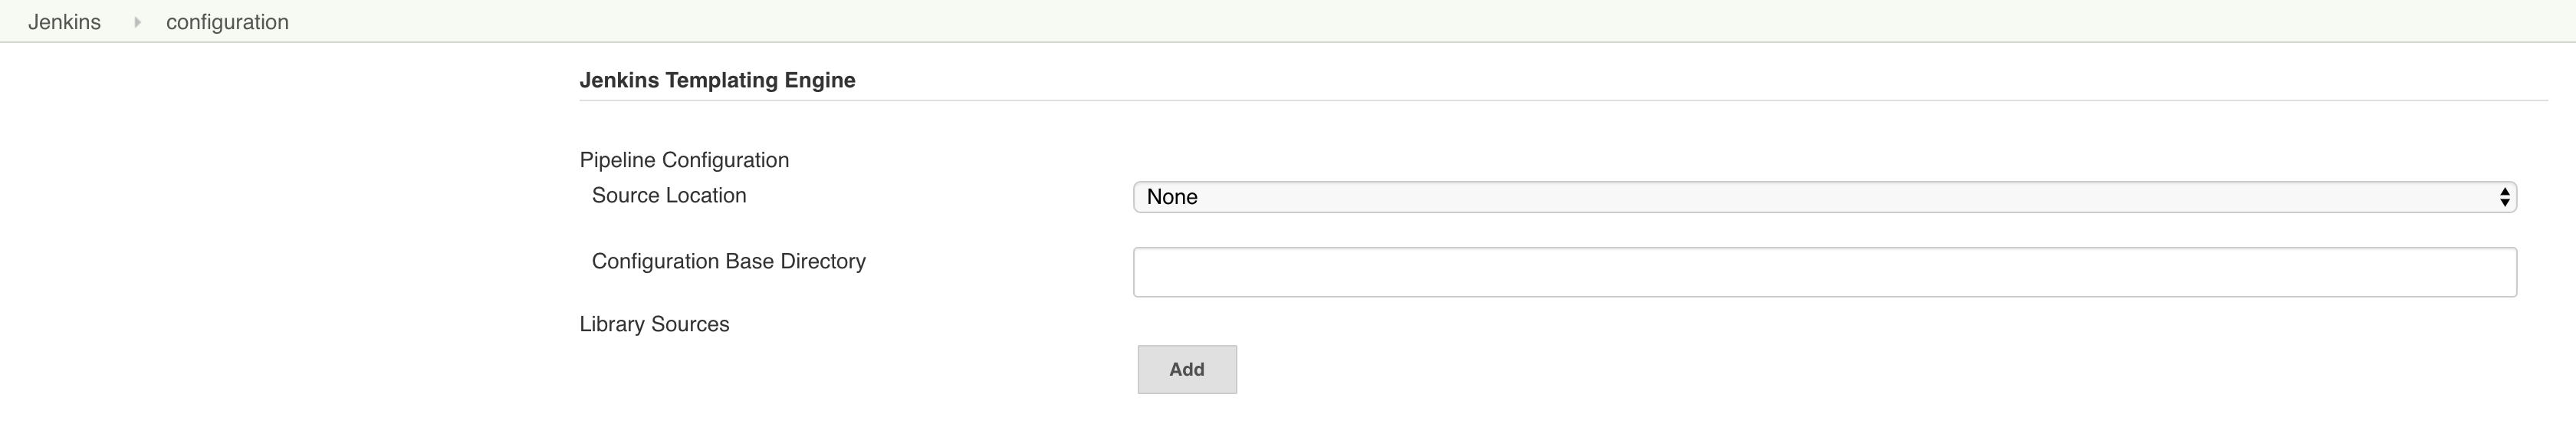 Jenkins configuration
Jenkins Templating Engine
Pipeline Configuration
Source Location None
Configuration Base Directory
Library Sources
Add